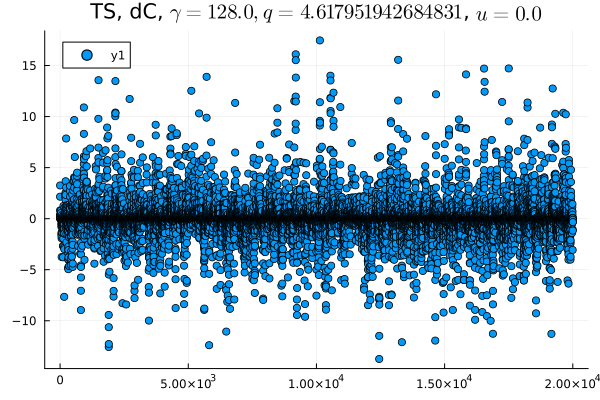 TS, dC, γ = 128.0, q = 4.617951942684831, u = 0.0
y1
15
10
5
0
−5
−10
0 5.00×10³ 1.00×10⁴ 1.50×10⁴ 2.00×10⁴